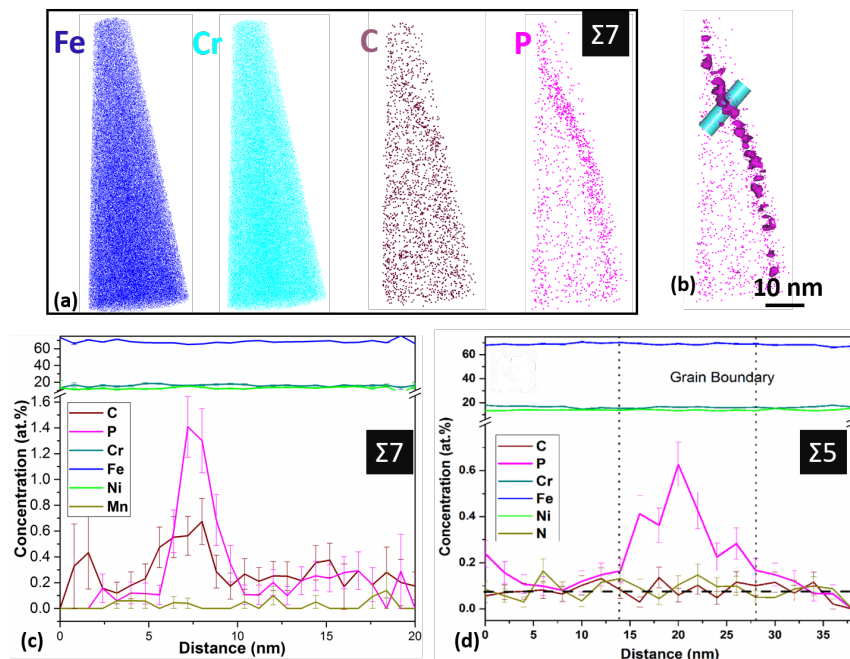 Fe Cr C P Σ7
(a)
(b)
10 nm
Concentration (at.%)
60
40
20
1.6
1.4
1.2
1.0
0.8
0.6
0.4
0.2
0.0
C
P
Cr
Fe
Ni
Mn
Σ7
(c)
0 5 10 15 20
Distance (nm)
Concentration (at.%)
60
40
20
0.6
0.4
0.2
0.0
Grain Boundary
C
P
Cr
Fe
Ni
N
Σ5
(d)
0 5 10 15 20 25 30 35
Distance (nm)